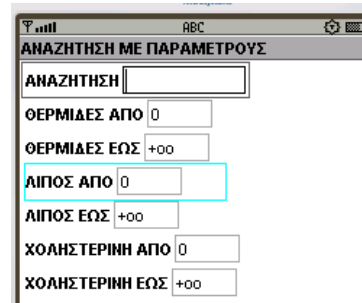 ABC
ΑΝΑΖΗΤΗΣΗ ΜΕ ΠΑΡΑΜΕΤΡΟΥΣ
ΑΝΑΖΗΤΗΣΗ
ΘΕΡΜΙΔΕΣ ΑΠΟ 0
ΘΕΡΜΙΔΕΣ ΕΩΣ +oo
ΛΙΠΟΣ ΑΠΟ 0
ΛΙΠΟΣ ΕΩΣ +oo
ΧΟΛΗΣΤΕΡΙΝΗ ΑΠΟ 0
ΧΟΛΗΣΤΕΡΙΝΗ ΕΩΣ +oo